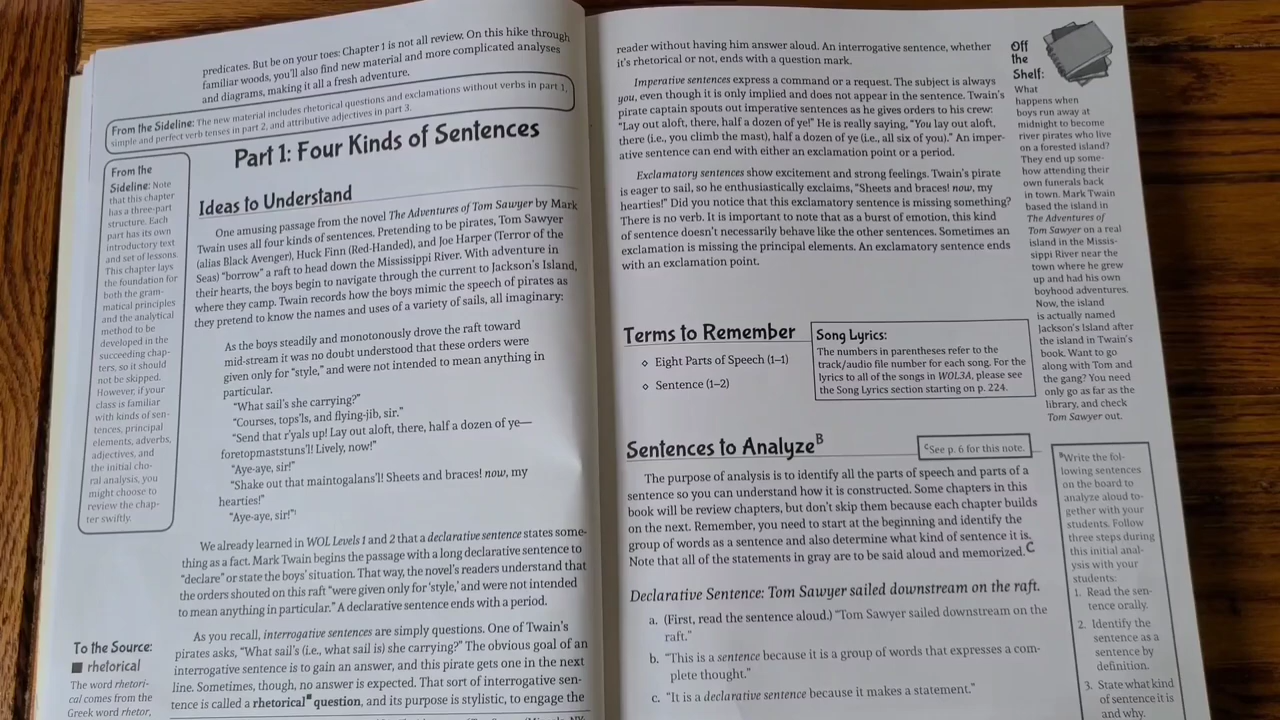 predicates. But be on your toes: Chapter 1 is not all review. On this hike through
familiar woods, you'll also find new material and more complicated analyses
and diagrams, making it all a fresh adventure.
From the Sideline: The new material includes rhetorical questions and exclamations without verbs in part 1,
simple and perfect verb tenses in part 2, and attributive adjectives in part 3.
Part 1: Four Kinds of Sentences
From the
Sideline: Note
that this chapter
has a three-part
structure. Each
part has its own
introductory text
and set of lessons.
This chapter lays
the foundation for
both the gram-
matical principles
and the analytical
method to be
developed in the
succeeding chap-
ters, so it should
not be skipped.
However, if your
class is familiar
with kinds of sen-
tences, principal
elements, adverbs,
adjectives, and
the initial cho-
ral analysis, you
might choose to
review the chap-
ter swiftly.
Ideas to Understand
One amusing passage from the novel The Adventures of Tom Sawyer by Mark
Twain uses all four kinds of sentences. Pretending to be pirates, Tom Sawyer
(alias Black Avenger), Huck Finn (Red-Handed), and Joe Harper (Terror of the
Seas) "borrow" a raft to head down the Mississippi River. With adventure in
their hearts, the boys begin to navigate through the current to Jackson's Island,
where they camp. Twain records how the boys mimic the speech of pirates as
they pretend to know the names and uses of a variety of sails, all imaginary:
As the boys steadily and monotonously drove the raft toward
mid-stream it was no doubt understood that these orders were
given only for "style," and were not intended to mean anything in
particular.
"What sail's she carrying?"
"Courses, tops'ls, and flying-jib, sir."
"Send that r'yals up! Lay out aloft, there, half a dozen of ye—
foretopmaststuns'l! Lively, now!"
"Aye-aye, sir!"
"Shake out that maintogalans'l! Sheets and braces! now, my
hearties!"
"Aye-aye, sir!"¹
We already learned in WOL Levels 1 and 2 that a declarative sentence states some-
thing as a fact. Mark Twain begins the passage with a long declarative sentence to
"declare" or state the boys' situation. That way, the novel's readers understand that
the orders shouted on this raft "were given only for 'style,' and were not intended
to mean anything in particular." A declarative sentence ends with a period.
To the Source:
■ rhetorical
The word rhetori-
cal comes from the
Greek word rhetor,
As you recall, interrogative sentences are simply questions. One of Twain's
pirates asks, "What sail's (i.e., what sail is) she carrying?" The obvious goal of an
interrogative sentence is to gain an answer, and this pirate gets one in the next
line. Sometimes, though, no answer is expected. That sort of interrogative sen-
tence is called a rhetorical■ question, and its purpose is stylistic, to engage the
reader without having him answer aloud. An interrogative sentence, whether
it's rhetorical or not, ends with a question mark.
Imperative sentences express a command or a request. The subject is always
you, even though it is only implied and does not appear in the sentence. Twain's
pirate captain spouts out imperative sentences as he gives orders to his crew:
"Lay out aloft, there, half a dozen of ye!" He is really saying, "You lay out aloft,
there (i.e., you climb the mast), half a dozen of ye (i.e., all six of you)." An imper-
ative sentence can end with either an exclamation point or a period.
Exclamatory sentences show excitement and strong feelings. Twain's pirate
is eager to sail, so he enthusiastically exclaims, "Sheets and braces! now, my
hearties!" Did you notice that this exclamatory sentence is missing something?
There is no verb. It is important to note that as a burst of emotion, this kind
of sentence doesn't necessarily behave like the other sentences. Sometimes an
exclamation is missing the principal elements. An exclamatory sentence ends
with an exclamation point.
Off
the
Shelf:
What
happens when
boys run away at
midnight to become
river pirates who live
on a forested island?
They end up some-
how attending their
own funerals back
in town. Mark Twain
based the island in
The Adventures of
Tom Sawyer on a real
island in the Missis-
sippi River near the
town where he grew
up and had his own
boyhood adventures.
Now, the island
is actually named
Jackson's Island after
the island in Twain's
book. Want to go
along with Tom and
the gang? You need
only go as far as the
library, and check
Tom Sawyer out.
Terms to Remember
⋄ Eight Parts of Speech (1–1)
⋄ Sentence (1–2)
Song Lyrics:
The numbers in parentheses refer to the
track/audio file number for each song. For the
lyrics to all of the songs in WOL3A, please see
the Song Lyrics section starting on p. 224.
Sentences to Analyze^B
^C See p. 6 for this note.
The purpose of analysis is to identify all the parts of speech and parts of a
sentence so you can understand how it is constructed. Some chapters in this
book will be review chapters, but don't skip them because each chapter builds
on the next. Remember, you need to start at the beginning and identify the
group of words as a sentence and also determine what kind of sentence it is.
Note that all of the statements in gray are to be said aloud and memorized.^C
Declarative Sentence: Tom Sawyer sailed downstream on the raft.
a. (First, read the sentence aloud.) "Tom Sawyer sailed downstream on the
raft."
b. "This is a sentence because it is a group of words that expresses a com-
plete thought."
c. "It is a declarative sentence because it makes a statement."
^B Write the fol-
lowing sentences
on the board to
analyze aloud to-
gether with your
students. Follow
three steps during
this initial anal-
ysis with your
students:
1. Read the sen-
tence orally.
2. Identify the
sentence as a
sentence by
definition.
3. State what kind
of sentence it is
and why.